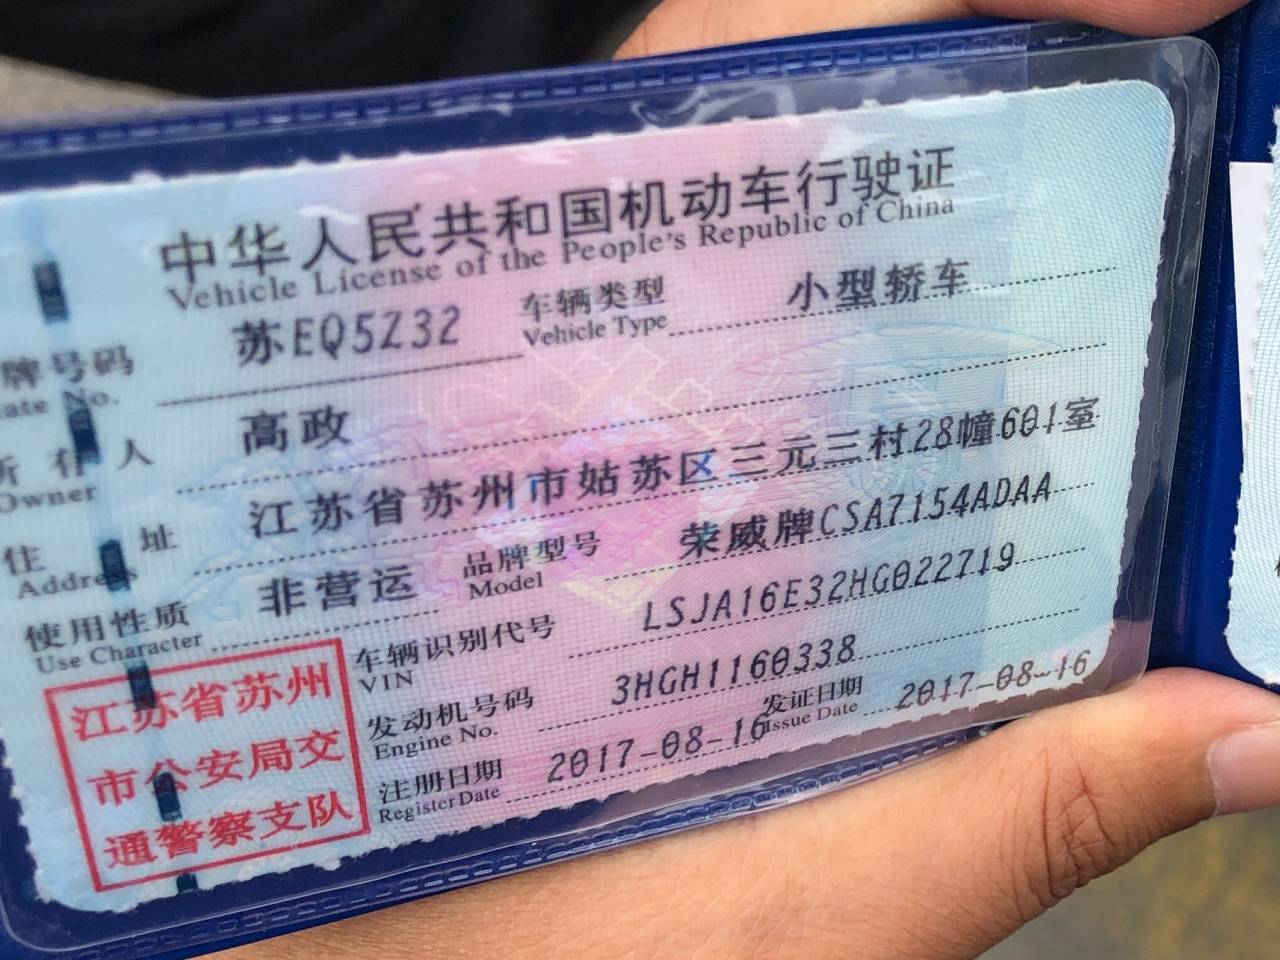 中华人民共和国机动车行驶证
Vehicle License of the People's Republic of China
牌号码 苏EQ5Z32 车辆类型 小型轿车
ate No. Vehicle Type
所有人 高政
Owner
住址 江苏省苏州市姑苏区三元三村28幢601室
Address
使用性质 非营运 品牌型号 荣威牌CSA7154ADAA
Use Character Model
车辆识别代号 LSJA16E32HG022719
VIN
发动机号码 3HGH1160338
Engine No.
注册日期 2017-08-16 发证日期 2017-08-16
Register Date Issue Date
江苏省苏州
市公安局交
通警察支队